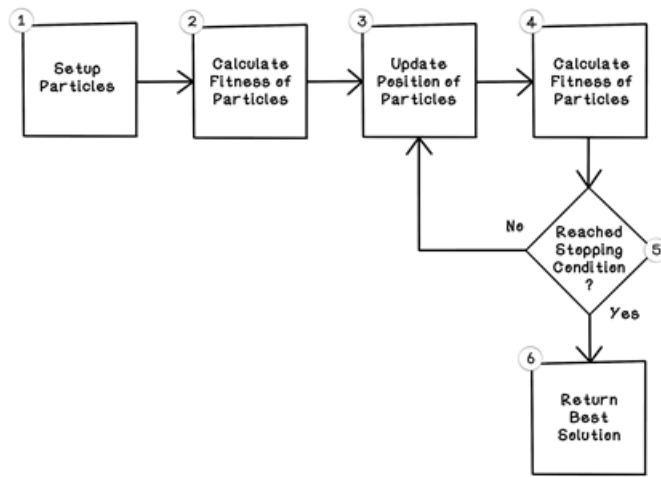 1
Setup
Particles
2
Calculate
Fitness of
Particles
3
Update
Position of
Particles
4
Calculate
Fitness of
Particles
No
Reached
Stopping
Condition
?
5
Yes
6
Return
Best
Solution